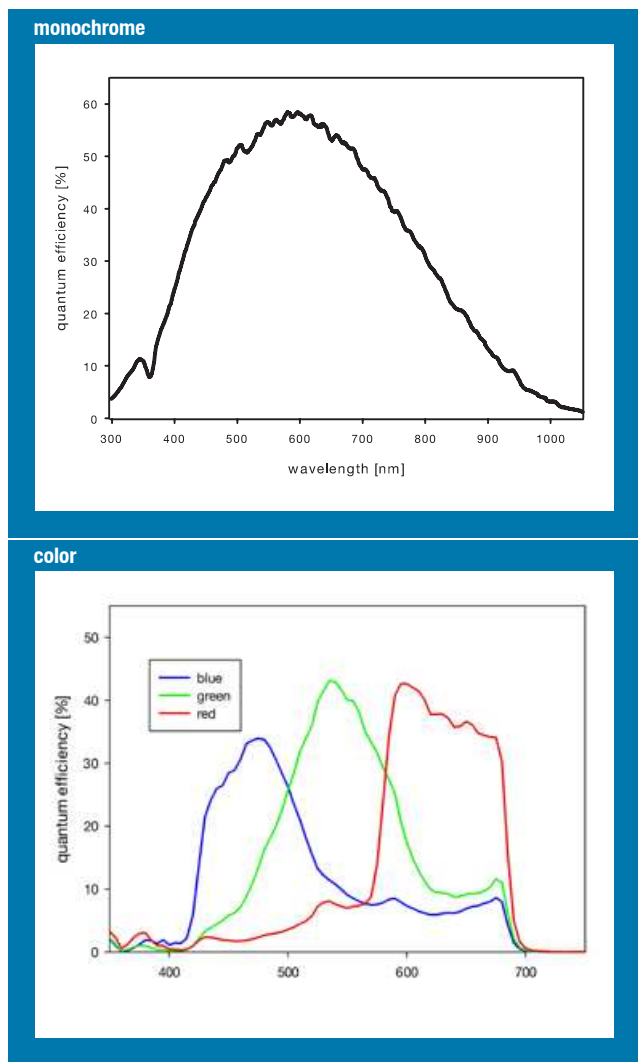 monochrome
60
50
40
30
20
10
0
quantum efficiency [%]
300 400 500 600 700 800 900 1000
wavelength [nm]
color
50
40
30
20
10
0
quantum efficiency [%]
blue
green
red
400 500 600 700